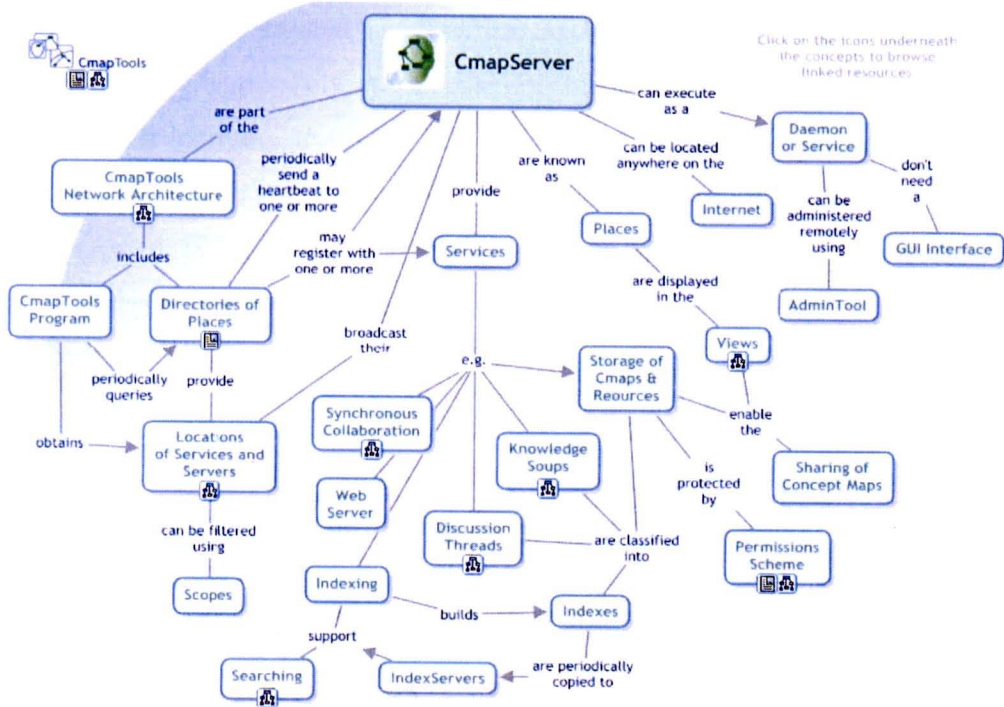 CmapTools
CmapServer
Click on the icons underneath
the concepts to browse
linked resources
are part
of the
can execute
as a
Daemon
or Service
periodically
send a
heartbeat to
one or more
are known
as
can be located
anywhere on the
don't
need
a
CmapTools
Network Architecture
provide
Internet
can be
administered
remotely
using
Places
GUI Interface
may
register with
one or more
Services
includes
are displayed
in the
CmapTools
Program
Directories of
Places
AdminTool
broadcast
their
Views
e.g.
Storage of
Cmaps &
Reources
periodically
queries
provide
enable
the
Synchronous
Collaboration
obtains
Locations
of Services and
Servers
Knowledge
Soups
is
protected
by
Sharing of
Concept Maps
Web
Server
can be filtered
using
Discussion
Threads
are classified
into
Permissions
Scheme
Indexing
Scopes
builds
Indexes
support
are periodically
copied to
Searching
IndexServers